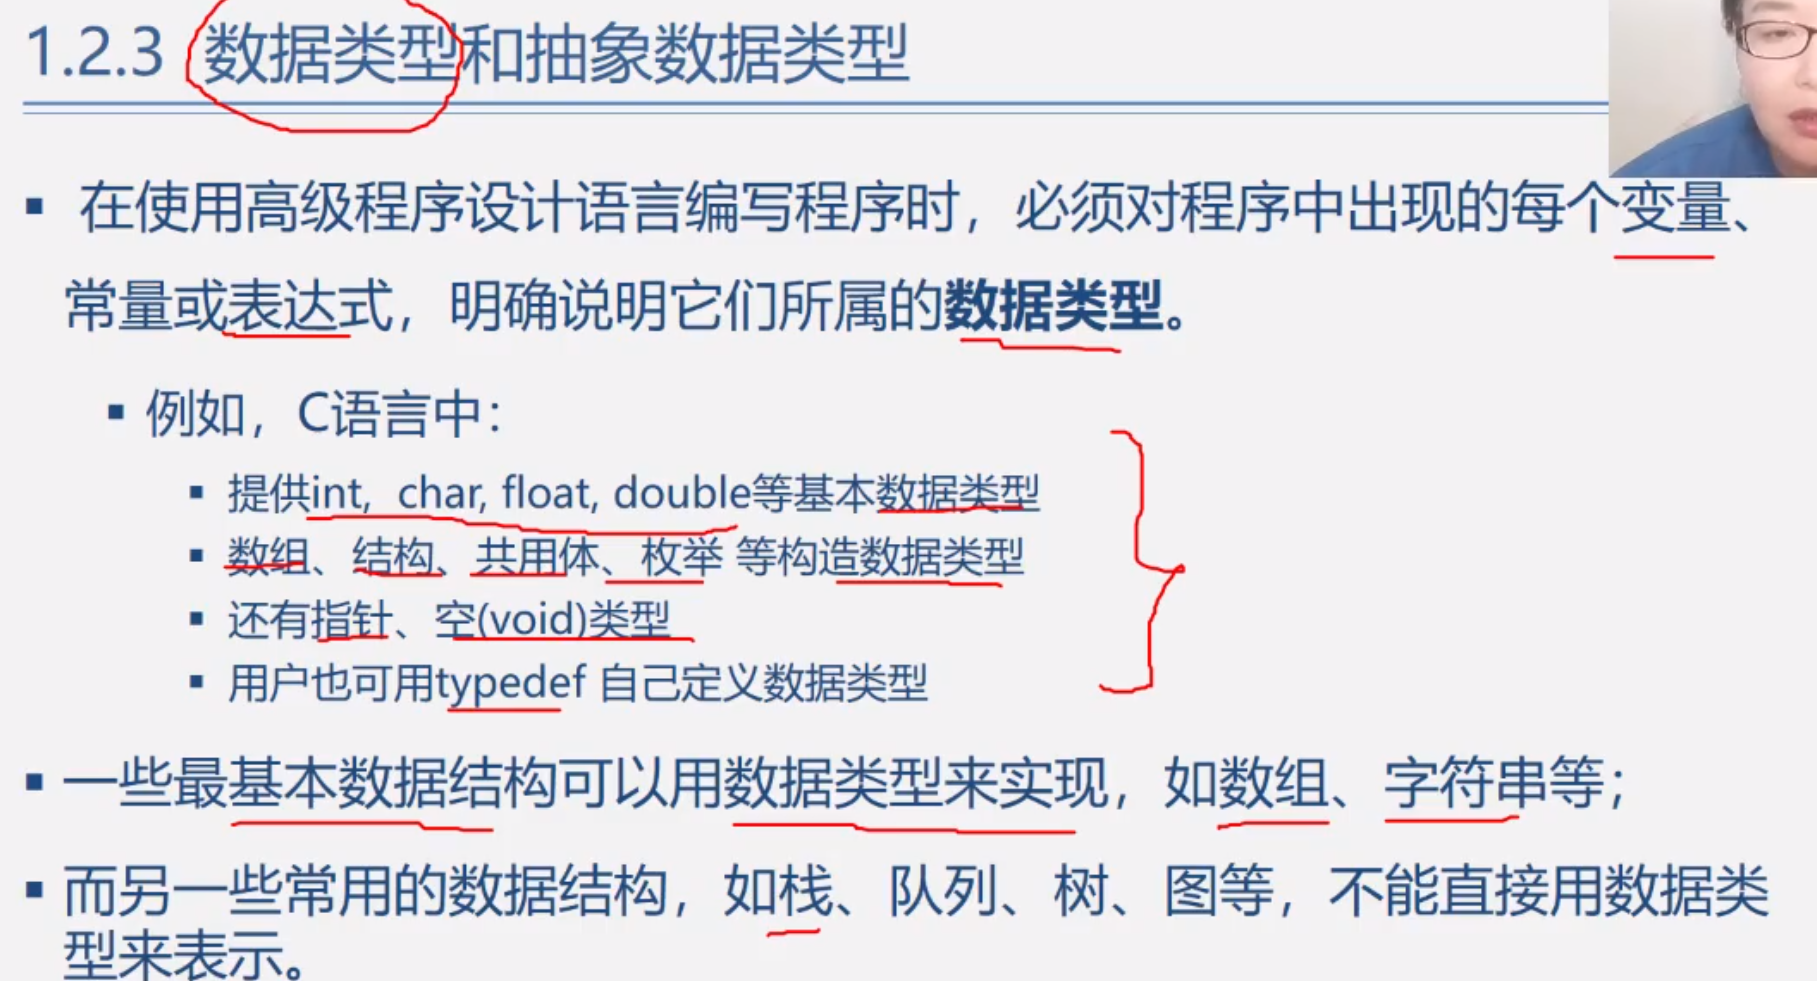 1.2.3 数据类型和抽象数据类型
▪ 在使用高级程序设计语言编写程序时，必须对程序中出现的每个变量、
常量或表达式，明确说明它们所属的数据类型。
▪ 例如，C语言中：
▪ 提供int, char, float, double等基本数据类型
▪ 数组、结构、共用体、枚举 等构造数据类型
▪ 还有指针、空(void)类型
▪ 用户也可用typedef 自己定义数据类型
▪ 一些最基本数据结构可以用数据类型来实现，如数组、字符串等；
▪ 而另一些常用的数据结构，如栈、队列、树、图等，不能直接用数据类
型来表示。